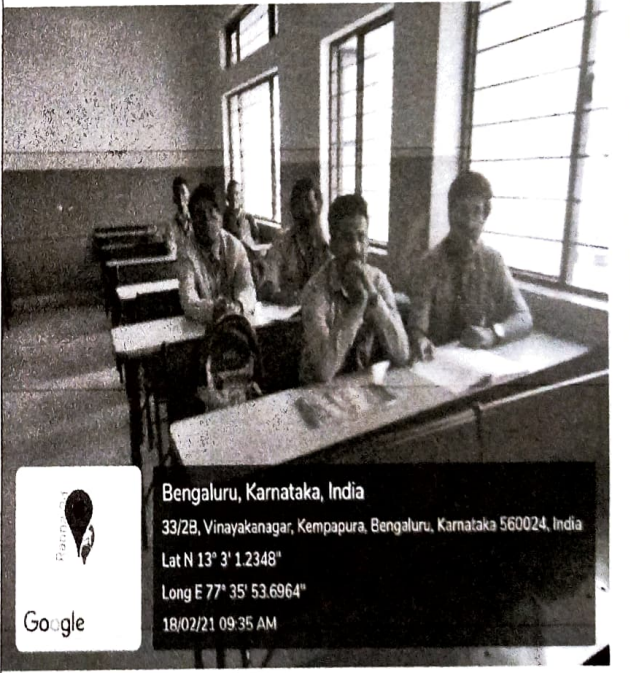 Bengaluru, Karnataka, India
33/2B, Vinayakanagar, Kempapura, Bengaluru, Karnataka 560024, India
Lat N 13° 3' 1.2348"
Long E 77° 35' 53.6964"
18/02/21 09:35 AM
Google